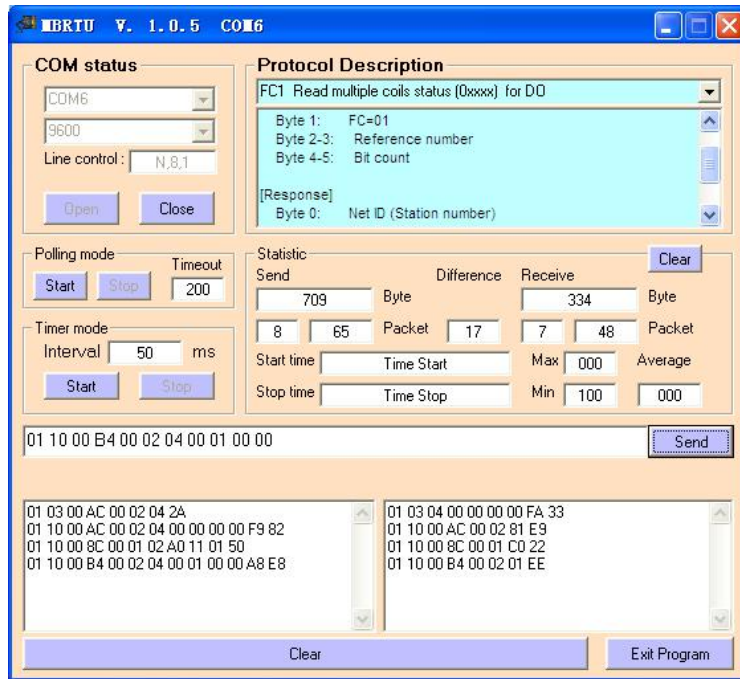 MBRTU V. 1.0.5 COM6
COM status
COM6
9600
Line control : N,8,1
Open Close
Protocol Description
FC1 Read multiple coils status (0xxxx) for DO
Byte 1: FC=01
Byte 2-3: Reference number
Byte 4-5: Bit count
[Response]
Byte 0: Net ID (Station number)
Polling mode
Timeout
Start Stop 200
Timer mode
Interval 50 ms
Start Stop
Statistic Clear
Send Difference Receive
709 Byte 334 Byte
8 65 Packet 17 7 48 Packet
Start time Time Start Max 000 Average
Stop time Time Stop Min 100 000
01 10 00 B4 00 02 04 00 01 00 00 Send
01 03 00 AC 00 02 04 2A
01 10 00 AC 00 02 04 00 00 00 00 F9 82
01 10 00 8C 00 01 02 A0 11 01 50
01 10 00 B4 00 02 04 00 01 00 00 A8 E8
01 03 04 00 00 00 00 FA 33
01 10 00 AC 00 02 81 E9
01 10 00 8C 00 01 C0 22
01 10 00 B4 00 02 01 EE
Clear Exit Program